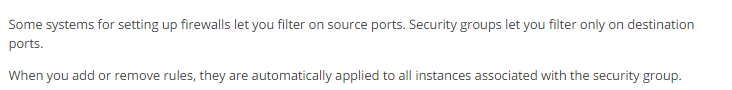 Some systems for setting up firewalls let you filter on source ports. Security groups let you filter only on destination
ports.
When you add or remove rules, they are automatically applied to all instances associated with the security group.